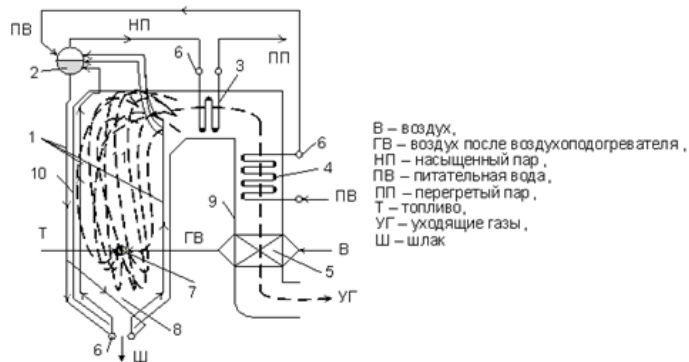 ПВ
НП
6
ПП
2
3
1
6
4
10
9
ПВ
Т
ГВ
В
5
7
УГ
8
6
Ш
В – воздух,
ГВ – воздух после воздухоподогревателя,
НП – насыщенный пар,
ПВ – питательная вода,
ПП – перегретый пар,
Т – топливо,
УГ – уходящие газы,
Ш – шлак